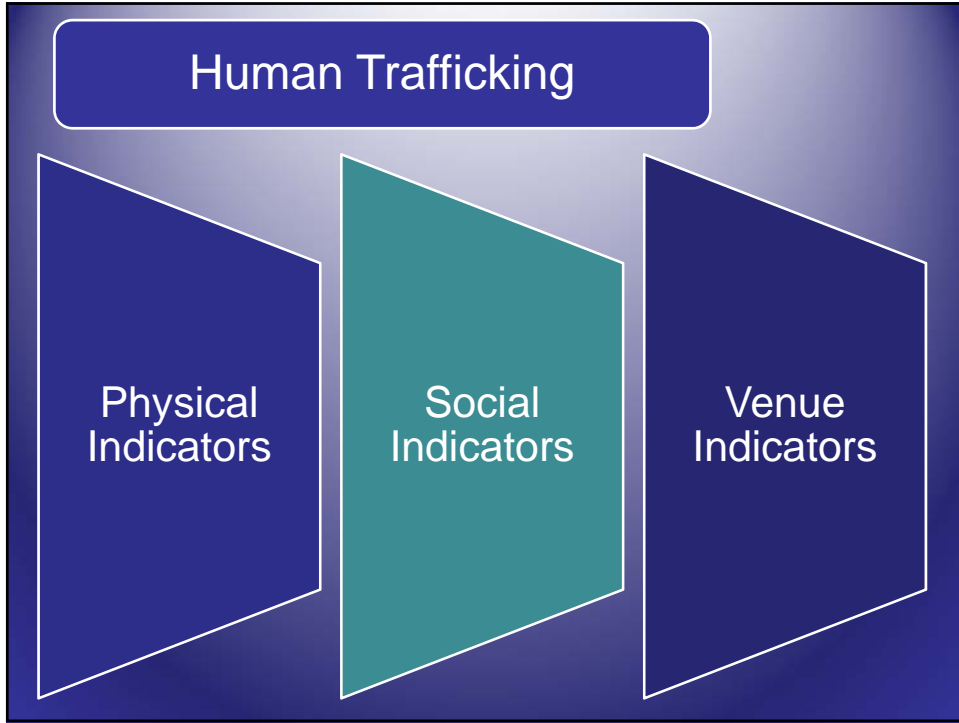 Human Trafficking
Physical
Indicators
Social
Indicators
Venue
Indicators